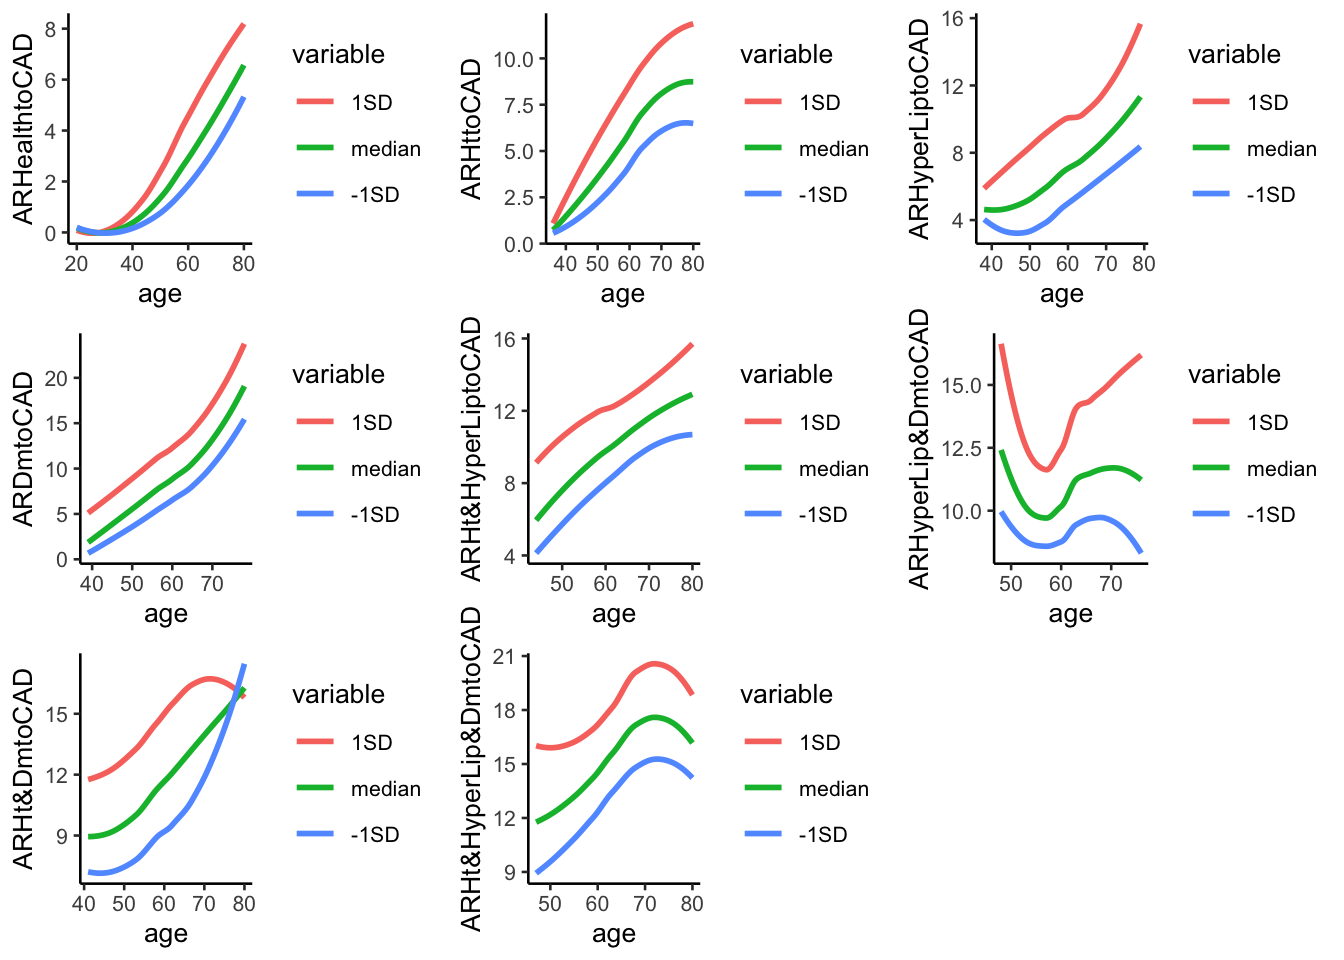 ARHealthtoCAD
8
6
4
2
0
20 40 60 80
age
variable
1SD
median
-1SD
ARHttoCAD
10.0
7.5
5.0
2.5
0.0
40 50 60 70 80
age
variable
1SD
median
-1SD
ARHyperLiptoCAD
16
12
8
4
40 50 60 70 80
age
variable
1SD
median
-1SD
ARDmtoCAD
20
15
10
5
0
40 50 60 70
age
variable
1SD
median
-1SD
ARHt&HyperLiptoCAD
16
12
8
4
50 60 70 80
age
variable
1SD
median
-1SD
ARHyperLip&DmtoCAD
15.0
12.5
10.0
50 60 70
age
variable
1SD
median
-1SD
ARHt&DmtoCAD
15
12
9
40 50 60 70 80
age
variable
1SD
median
-1SD
ARHt&HyperLip&DmtoCAD
21
18
15
12
9
50 60 70 80
age
variable
1SD
median
-1SD